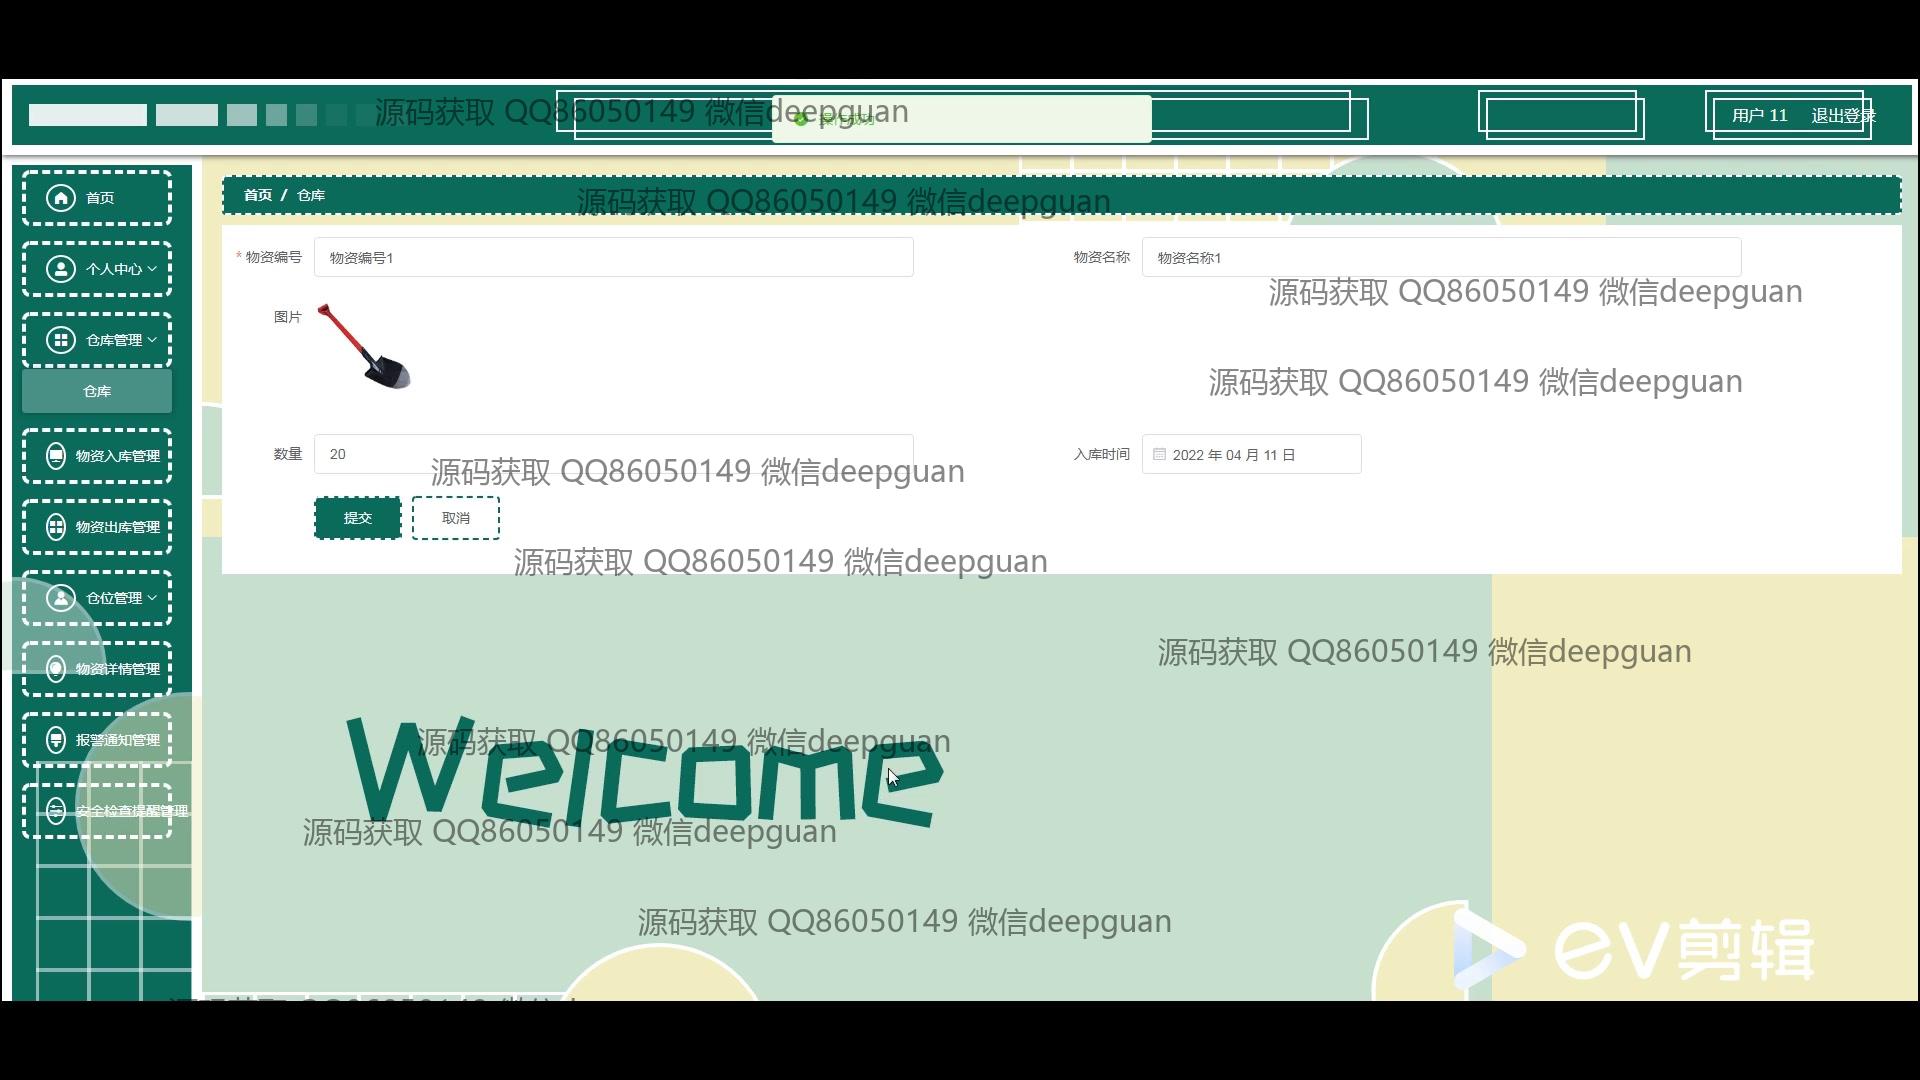 源码获取 QQ86050149 微信deepguan
操作成功
用户 11
退出登录
首页
首页 / 仓库
源码获取 QQ86050149 微信deepguan
* 物资编号
物资编号1
物资名称
物资名称1
个人中心
源码获取 QQ86050149 微信deepguan
图片
仓库管理
源码获取 QQ86050149 微信deepguan
仓库
数量
20
入库时间
2022 年 04 月 11 日
物资入库管理
源码获取 QQ86050149 微信deepguan
提交
取消
物资出库管理
源码获取 QQ86050149 微信deepguan
仓位管理
源码获取 QQ86050149 微信deepguan
物资详情管理
报警通知管理
源码获取 QQ86050149 微信deepguan
Welcome
安全检查提醒管理
源码获取 QQ86050149 微信deepguan
源码获取 QQ86050149 微信deepguan
ev剪辑